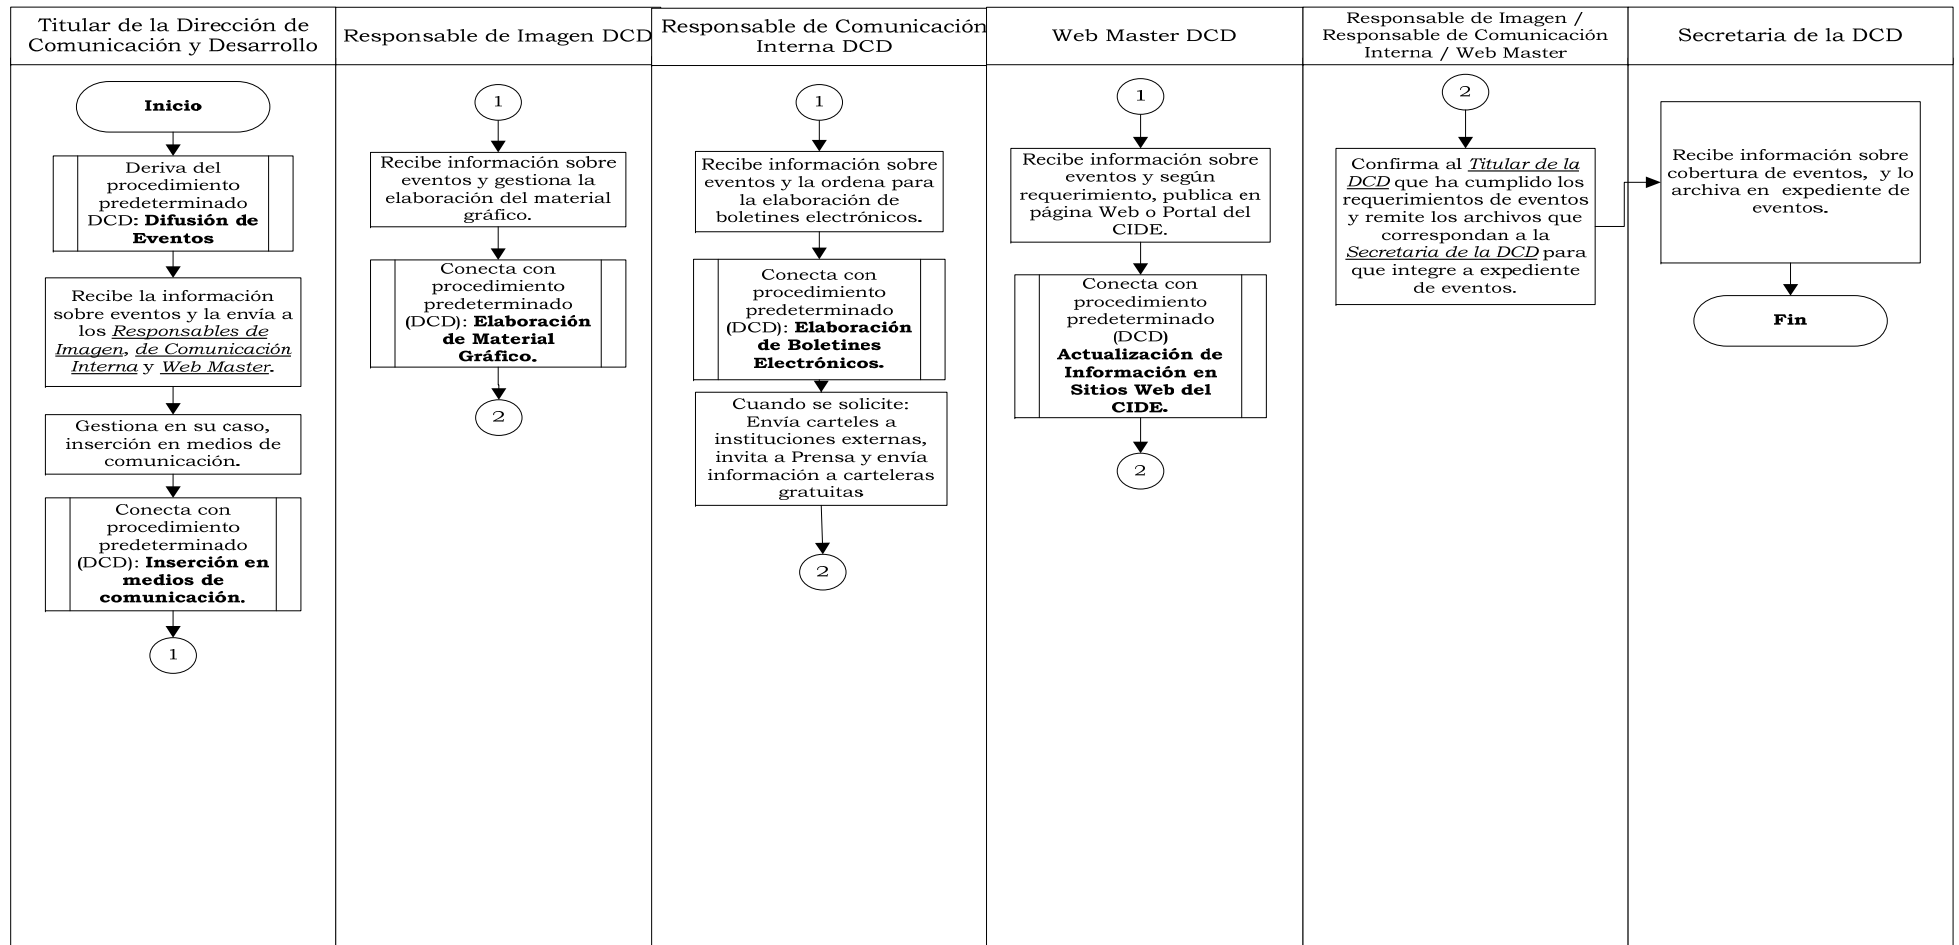 Titular de la Dirección de
Comunicación y Desarrollo
Inicio
Deriva del
procedimiento
predeterminado
DCD: Difusión de
Eventos
Recibe la información
sobre eventos y la envía a
los Responsables de
Imagen, de Comunicación
Interna y Web Master.
Gestiona en su caso,
inserción en medios de
comunicación.
Conecta con
procedimiento
predeterminado
(DCD): Inserción en
medios de
comunicación.
1
Responsable de Imagen DCD
1
Recibe información sobre
eventos y gestiona la
elaboración del material
gráfico.
Conecta con
procedimiento
predeterminado
(DCD): Elaboración
de Material
Gráfico.
2
Responsable de Comunicación
Interna DCD
1
Recibe información sobre
eventos y la ordena para
la elaboración de
boletines electrónicos.
Conecta con
procedimiento
predeterminado
(DCD): Elaboración
de Boletines
Electrónicos.
Cuando se solicite:
Envía carteles a
instituciones externas,
invita a Prensa y envía
información a carteleras
gratuitas
2
Web Master DCD
1
Recibe información sobre
eventos y según
requerimiento, publica en
página Web o Portal del
CIDE.
Conecta con
procedimiento
predeterminado
(DCD)
Actualización de
Información en
Sitios Web del
CIDE.
2
Responsable de Imagen /
Responsable de Comunicación
Interna / Web Master
2
Confirma al Titular de la
DCD que ha cumplido los
requerimientos de eventos
y remite los archivos que
correspondan a la
Secretaria de la DCD para
que integre a expediente
de eventos.
Secretaria de la DCD
Recibe información sobre
cobertura de eventos, y lo
archiva en expediente de
eventos.
Fin